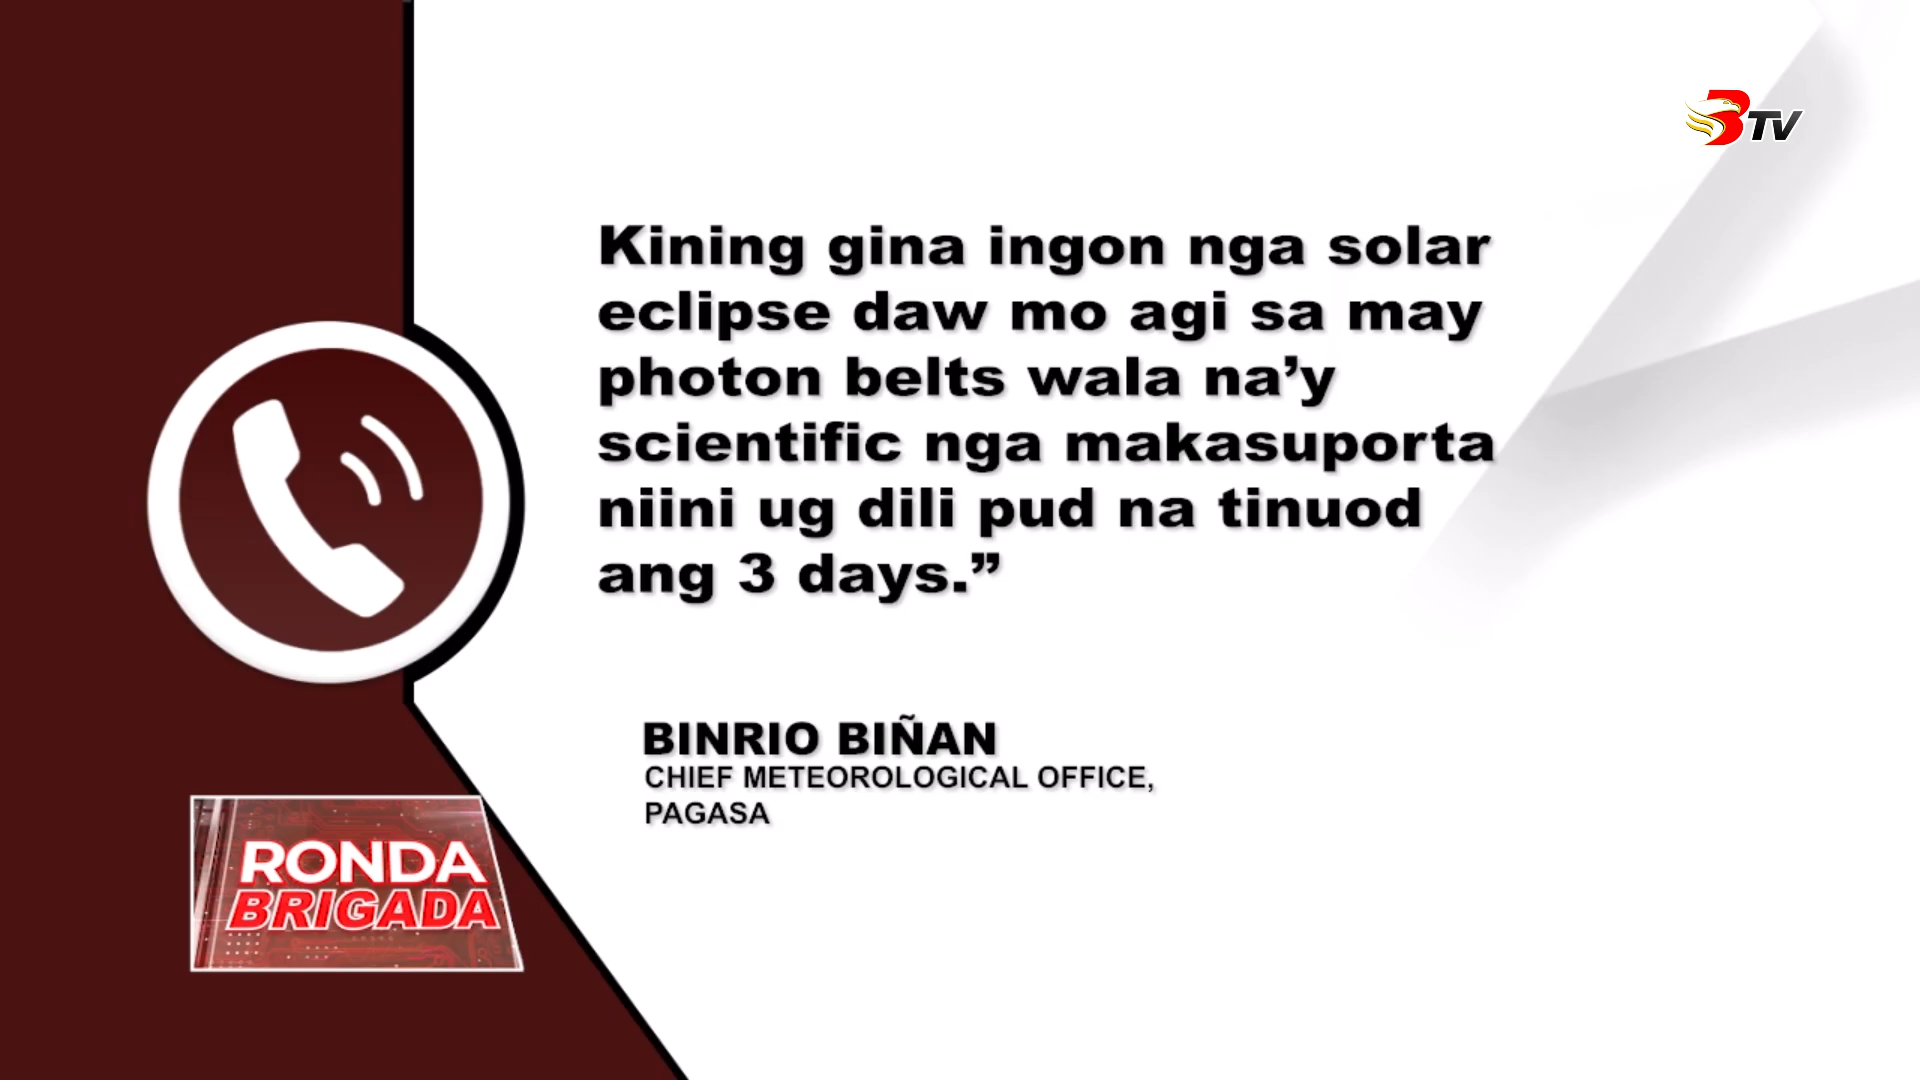 BTV
Kining gina ingon nga solar
eclipse daw mo agi sa may
photon belts wala na’y
scientific nga makasuporta
niini ug dili pud na tinuod
ang 3 days.”
BINRIO BIÑAN
CHIEF METEOROLOGICAL OFFICE,
PAGASA
RONDA
BRIGADA